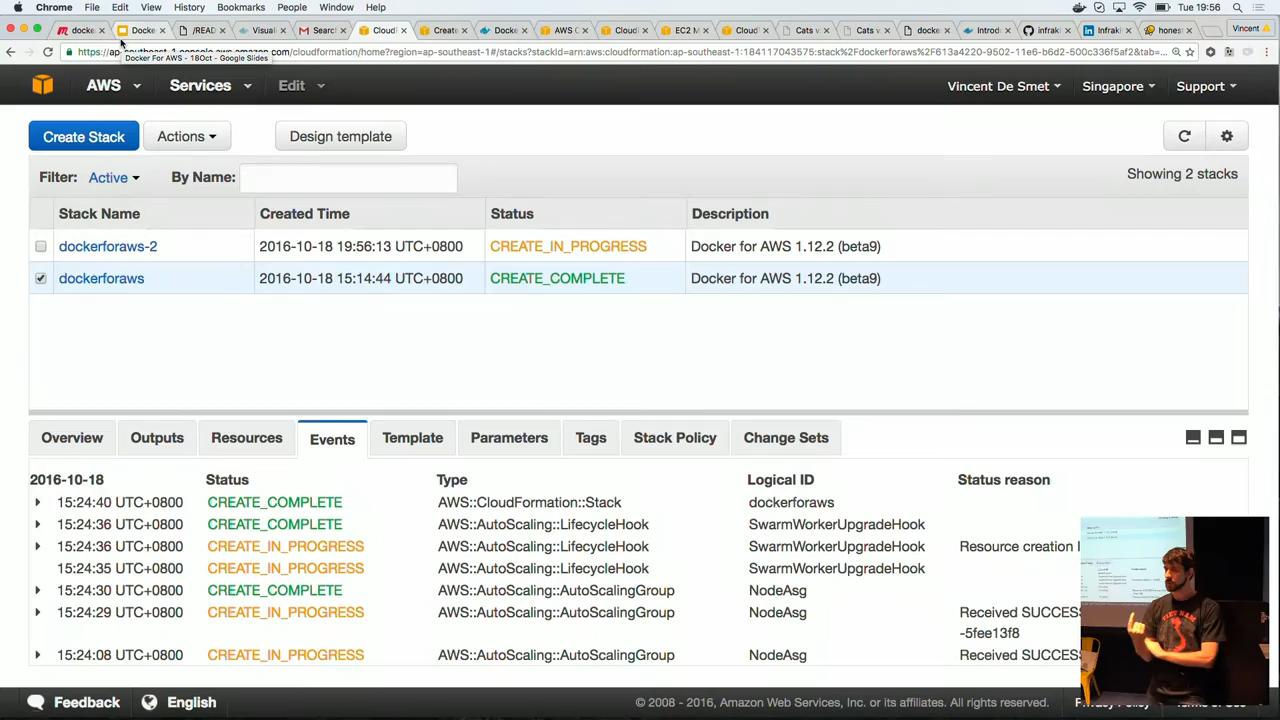 Chrome File Edit View History Bookmarks People Window Help Tue 19:56
docke Docke /READ Visuali Search Cloud Create Docke AWS C Cloudi EC2 M Cloudi Cats v Cats v docke Introd infraki Infraki hones Vincent
https://ap-southeast-1.console.aws.amazon.com/cloudformation/home?region=ap-southeast-1#/stacks?stackId=arn:aws:cloudformation:ap-southeast-1:184117043575:stack%2Fdockerforaws%2F613a4220-9502-11e6-b6d2-500c336f5af2&tab=...
Docker For AWS - 18Oct - Google Slides
AWS Services Edit Vincent De Smet Singapore Support
Create Stack Actions Design template
Filter: Active By Name: Showing 2 stacks
Stack Name Created Time Status Description
dockerforaws-2 2016-10-18 19:56:13 UTC+0800 CREATE_IN_PROGRESS Docker for AWS 1.12.2 (beta9)
dockerforaws 2016-10-18 15:14:44 UTC+0800 CREATE_COMPLETE Docker for AWS 1.12.2 (beta9)
Overview Outputs Resources Events Template Parameters Tags Stack Policy Change Sets
2016-10-18 Status Type Logical ID Status reason
15:24:40 UTC+0800 CREATE_COMPLETE AWS::CloudFormation::Stack dockerforaws
15:24:36 UTC+0800 CREATE_COMPLETE AWS::AutoScaling::LifecycleHook SwarmWorkerUpgradeHook
15:24:36 UTC+0800 CREATE_IN_PROGRESS AWS::AutoScaling::LifecycleHook SwarmWorkerUpgradeHook Resource creation
15:24:35 UTC+0800 CREATE_IN_PROGRESS AWS::AutoScaling::LifecycleHook SwarmWorkerUpgradeHook
15:24:30 UTC+0800 CREATE_COMPLETE AWS::AutoScaling::AutoScalingGroup NodeAsg
15:24:29 UTC+0800 CREATE_IN_PROGRESS AWS::AutoScaling::AutoScalingGroup NodeAsg Received SUCCESS
-5fee13f8
15:24:08 UTC+0800 CREATE_IN_PROGRESS AWS::AutoScaling::AutoScalingGroup NodeAsg Received SUCCESS
VIET NAM
Feedback English © 2008 - 2016, Amazon Web Services, Inc. or its affiliates. All rights reserved. Privacy Policy Terms of Use